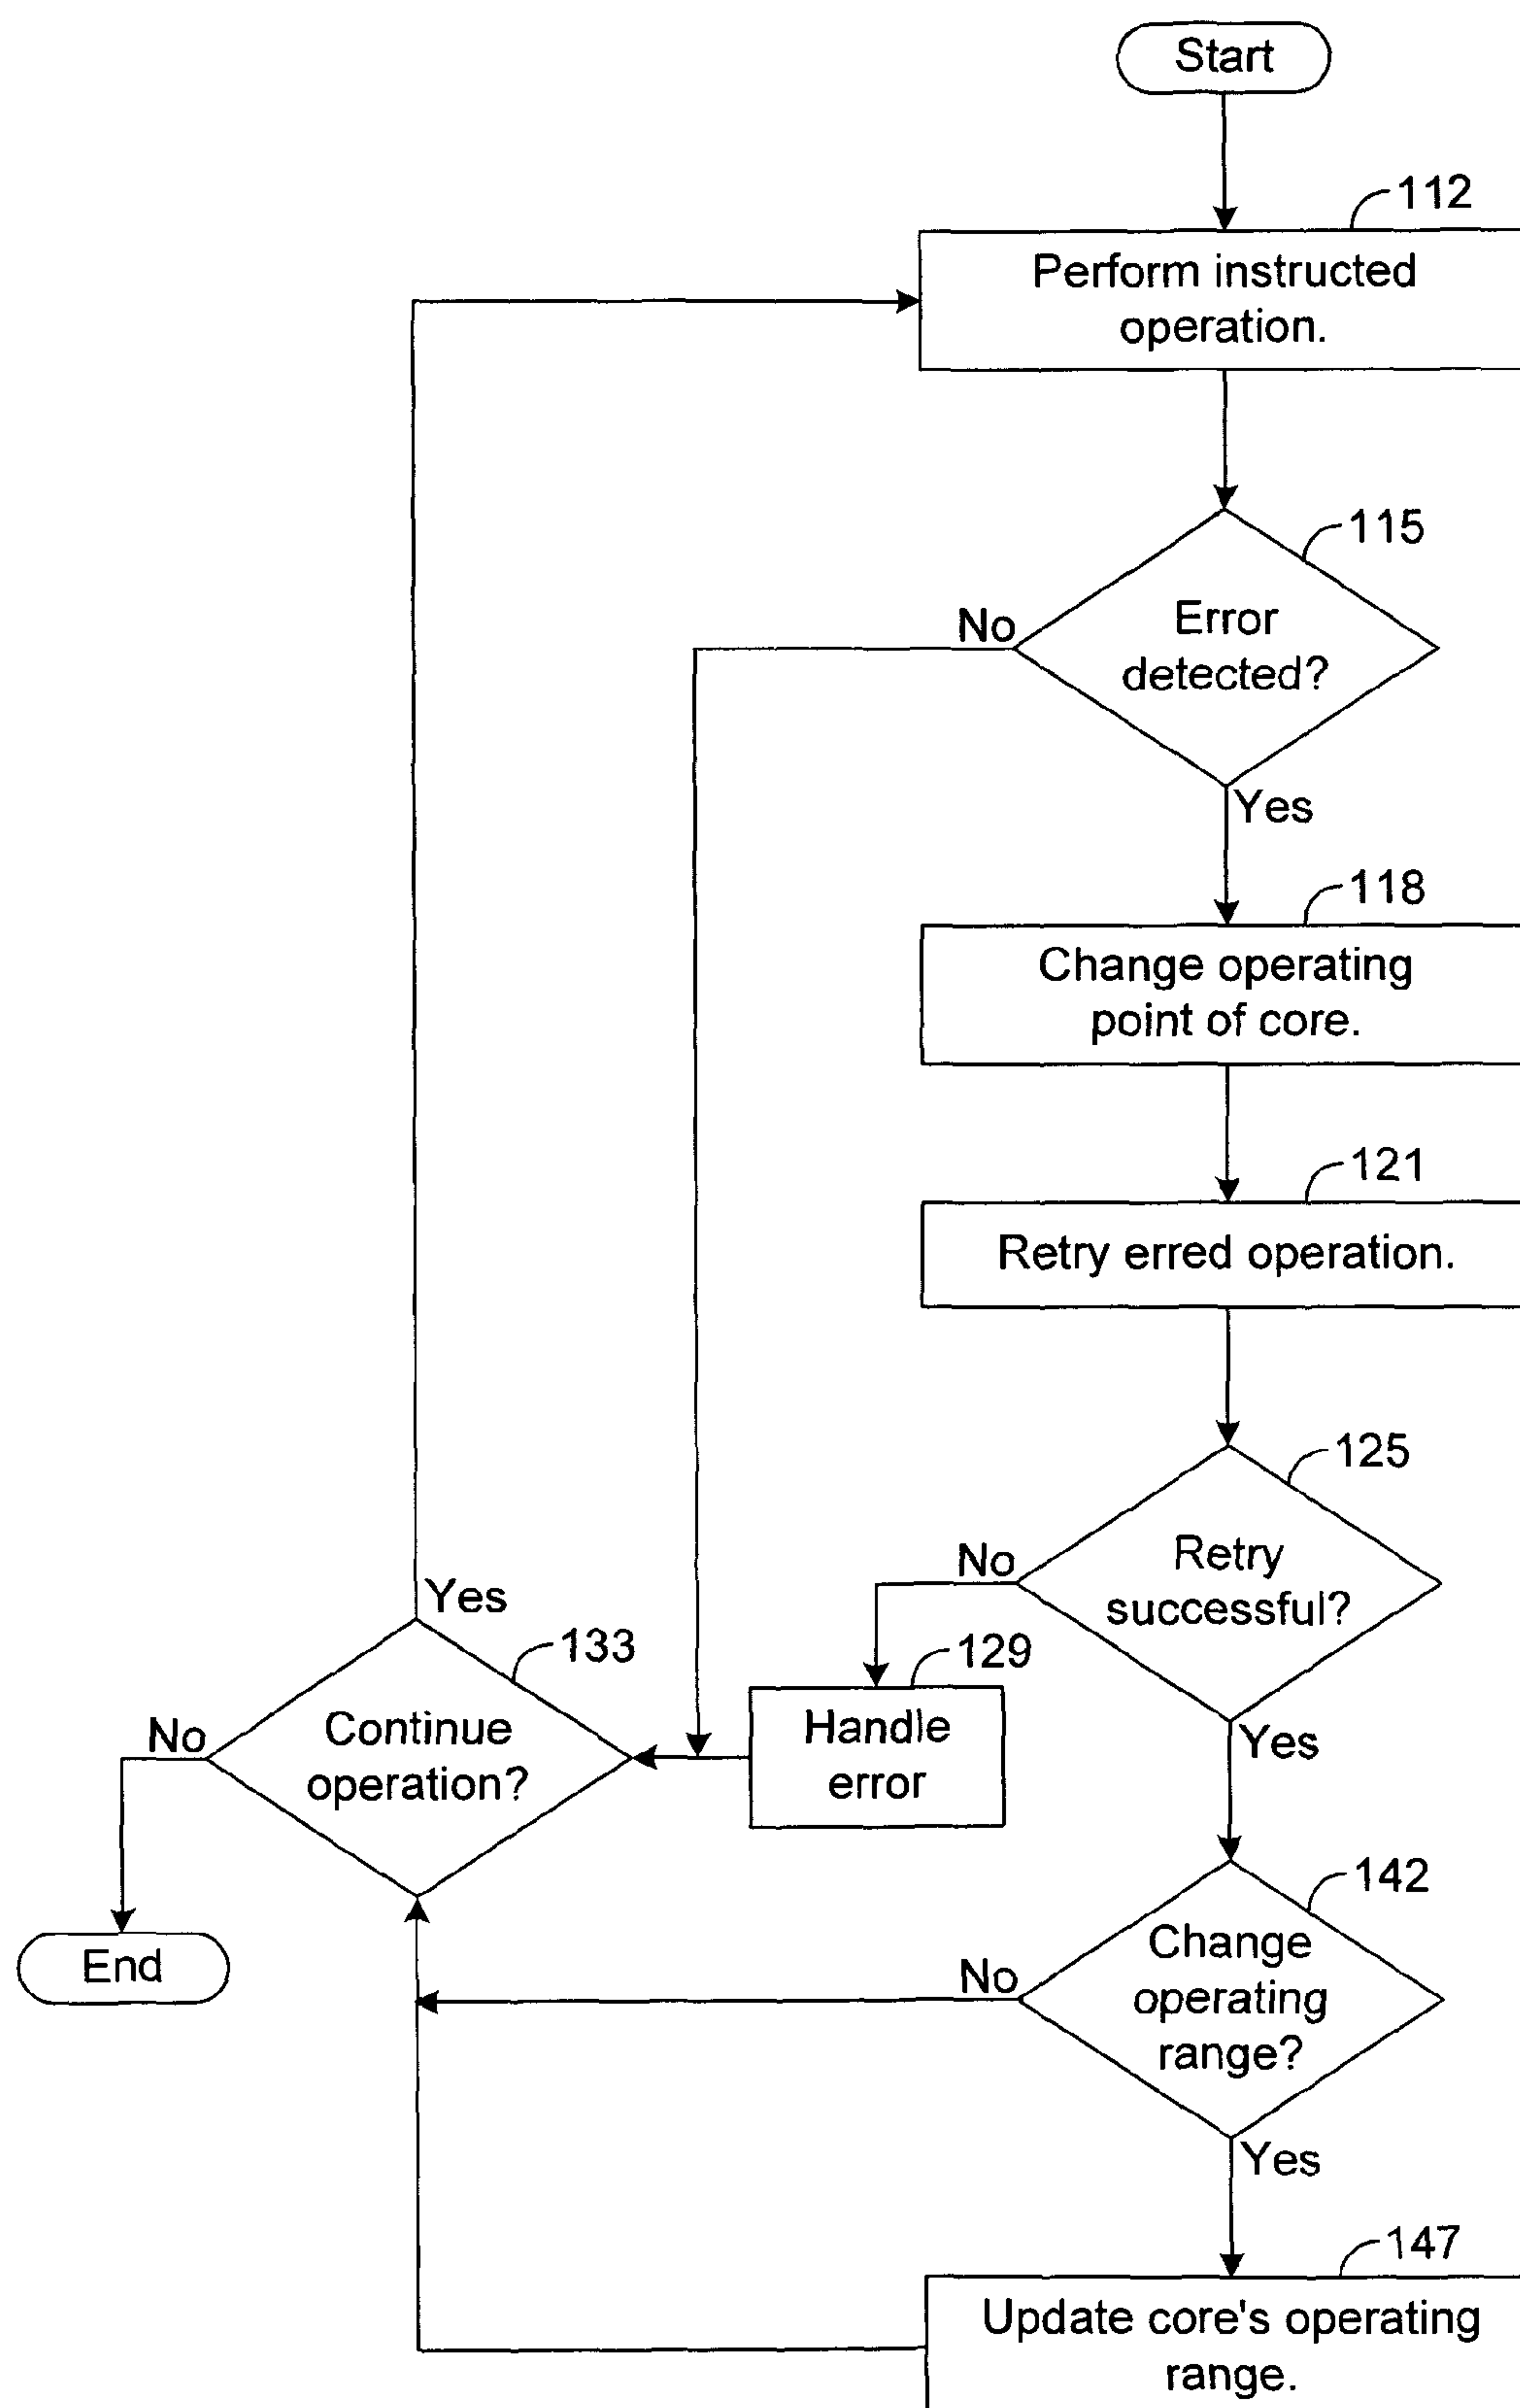 Start
112
Perform instructed
operation.
115
Error
detected?
No
Yes
118
Change operating
point of core.
121
Retry erred operation.
125
Retry
successful?
No
Yes
129
Handle
error
133
Continue
operation?
Yes
No
End
142
Change
operating
range?
No
Yes
147
Update core's operating
range.